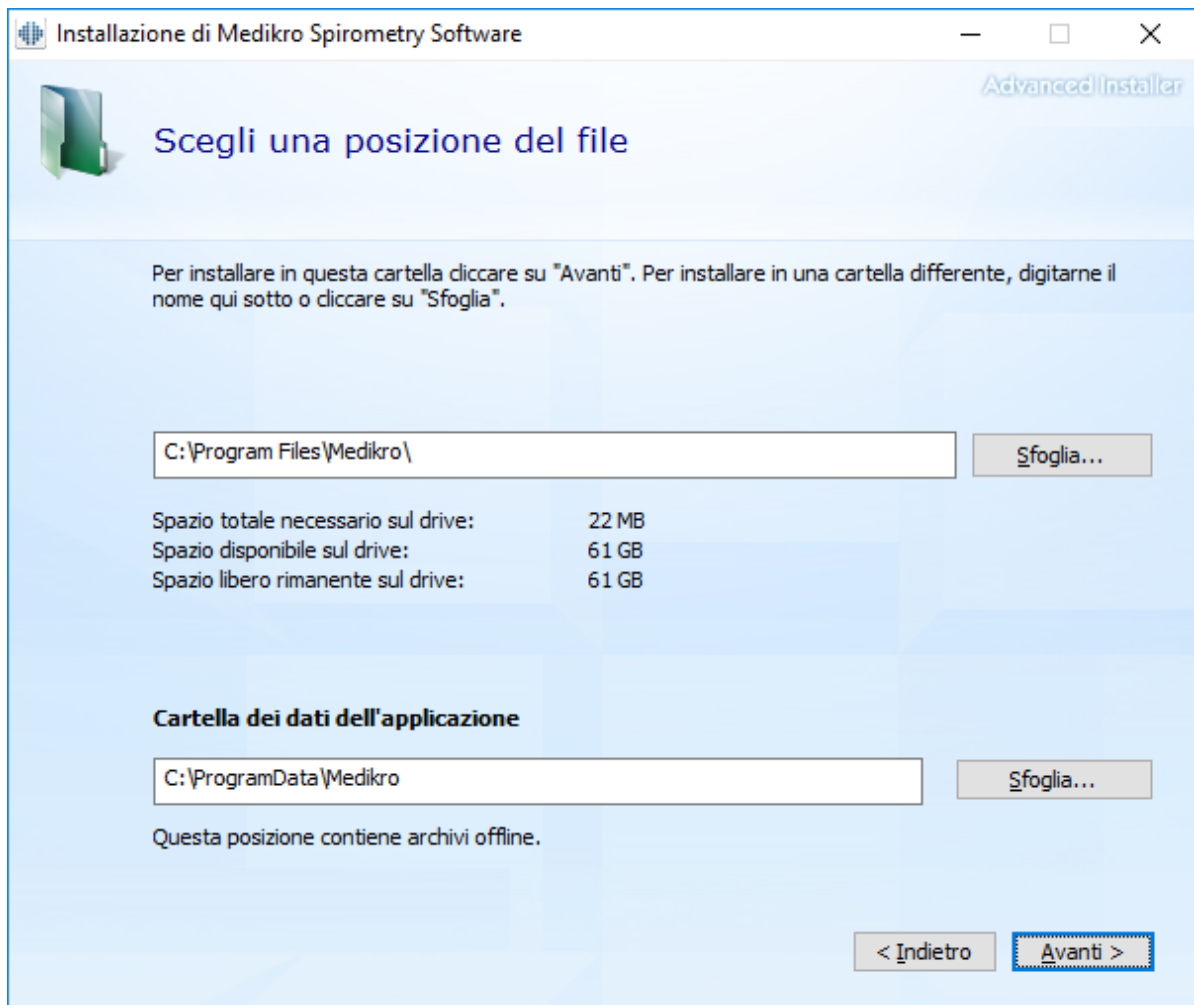 Installazione di Medikro Spirometry Software
Advanced Installer
Scegli una posizione del file
Per installare in questa cartella cliccare su "Avanti". Per installare in una cartella differente, digitarne il
nome qui sotto o cliccare su "Sfoglia".
C:\Program Files\Medikro\
Sfoglia...
Spazio totale necessario sul drive: 22 MB
Spazio disponibile sul drive: 61 GB
Spazio libero rimanente sul drive: 61 GB
Cartella dei dati dell'applicazione
C:\ProgramData\Medikro
Sfoglia...
Questa posizione contiene archivi offline.
< Indietro
Avanti >